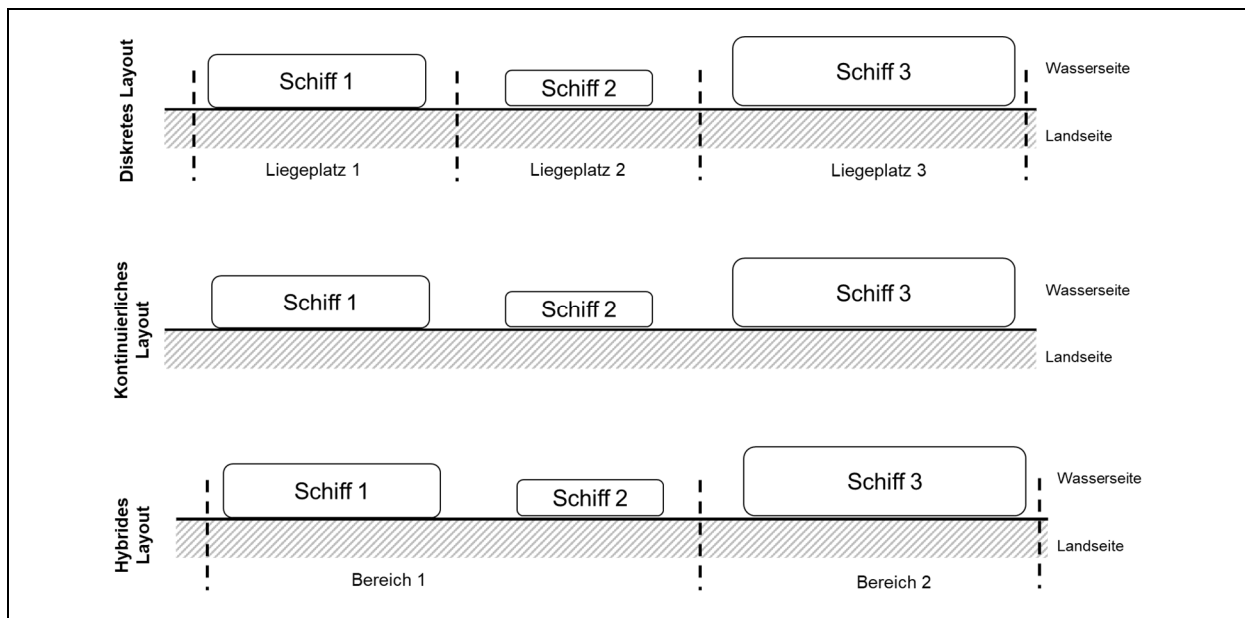 Diskretes Layout
Schiff 1
Schiff 2
Schiff 3
Wasserseite
Landseite
Liegeplatz 1
Liegeplatz 2
Liegeplatz 3
Kontinuierliches
Layout
Schiff 1
Schiff 2
Schiff 3
Wasserseite
Landseite
Hybrides
Layout
Schiff 1
Schiff 2
Schiff 3
Wasserseite
Landseite
Bereich 1
Bereich 2